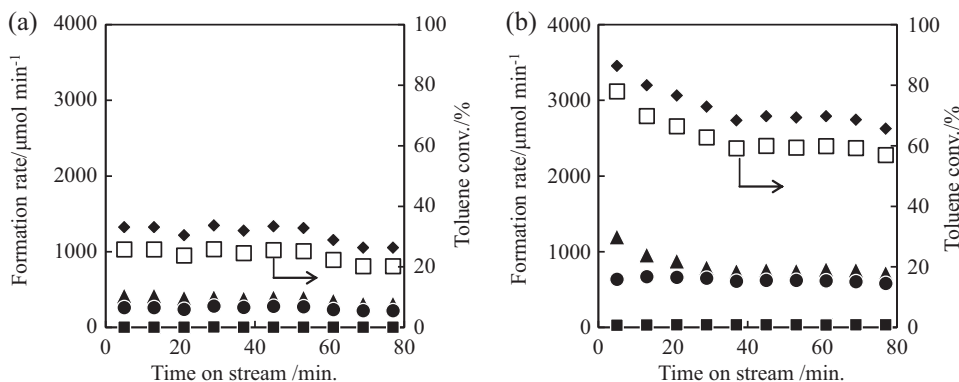 (a)
4000
3000
2000
1000
0
Formation rate/μmol min⁻¹
100
80
60
40
20
0
Toluene conv./%
0 20 40 60 80
Time on stream /min.
(b)
4000
3000
2000
1000
0
Formation rate/μmol min⁻¹
100
80
60
40
20
0
Toluene conv./%
0 20 40 60 80
Time on stream /min.